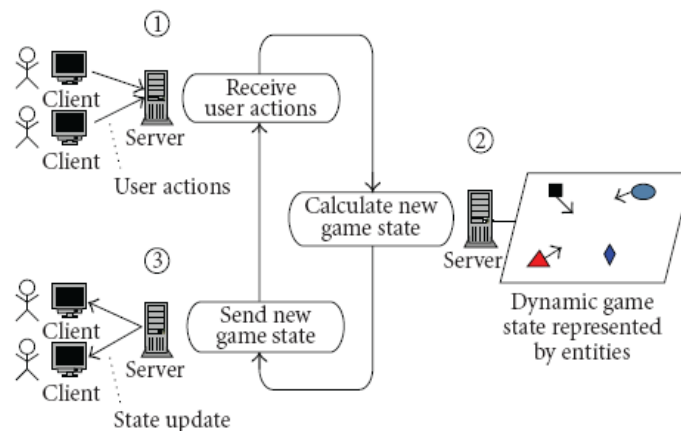 ①
Client
Client
Server
User actions
Receive
user actions
Calculate new
game state
②
Server
Dynamic game
state represented
by entities
③
Client
Client
Server
State update
Send new
game state